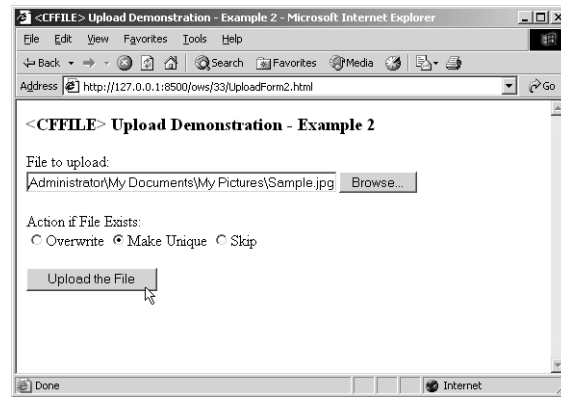 <CFFILE> Upload Demonstration - Example 2 - Microsoft Internet Explorer
File Edit View Favorites Tools Help
Back Search Favorites Media
Address http://127.0.0.1:8500/ows/33/UploadForm2.html Go
<CFFILE> Upload Demonstration - Example 2
File to upload:
Administrator\My Documents\My Pictures\Sample.jpg Browse...
Action if File Exists:
Overwrite Make Unique Skip
Upload the File
Done Internet